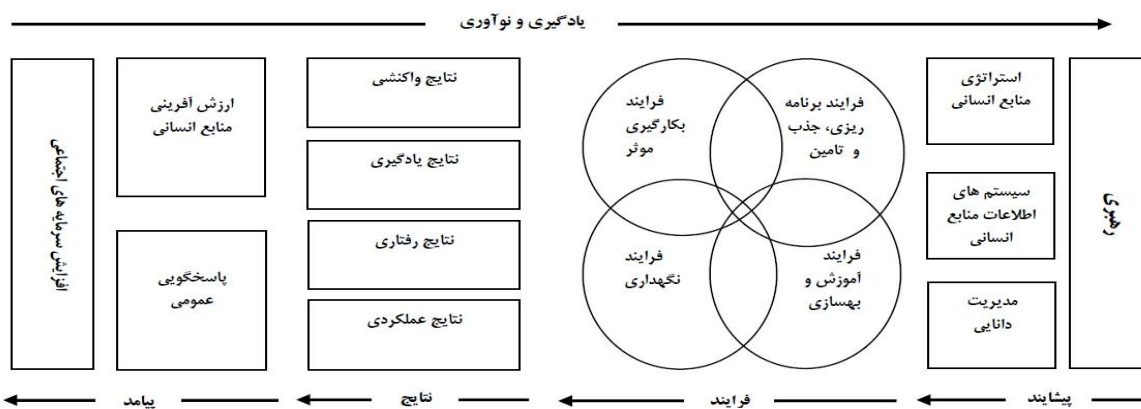 یادگیری و نوآوری
رهبری
استراتژی
منابع انسانی
سیستم های
اطلاعات منابع
انسانی
مدیریت
دانایی
فرایند برنامه
ریزی، جذب
و تامین
فرایند
بکارگیری
موثر
فرایند
آموزش و
بهسازی
فرایند
نگهداری
نتایج واکنشی
نتایج یادگیری
نتایج رفتاری
نتایج عملکردی
ارزش آفرینی
منابع انسانی
پاسخگویی
عمومی
افزایش سرمایه های اجتماعی
پیشایند
فرایند
نتایج
پیامد